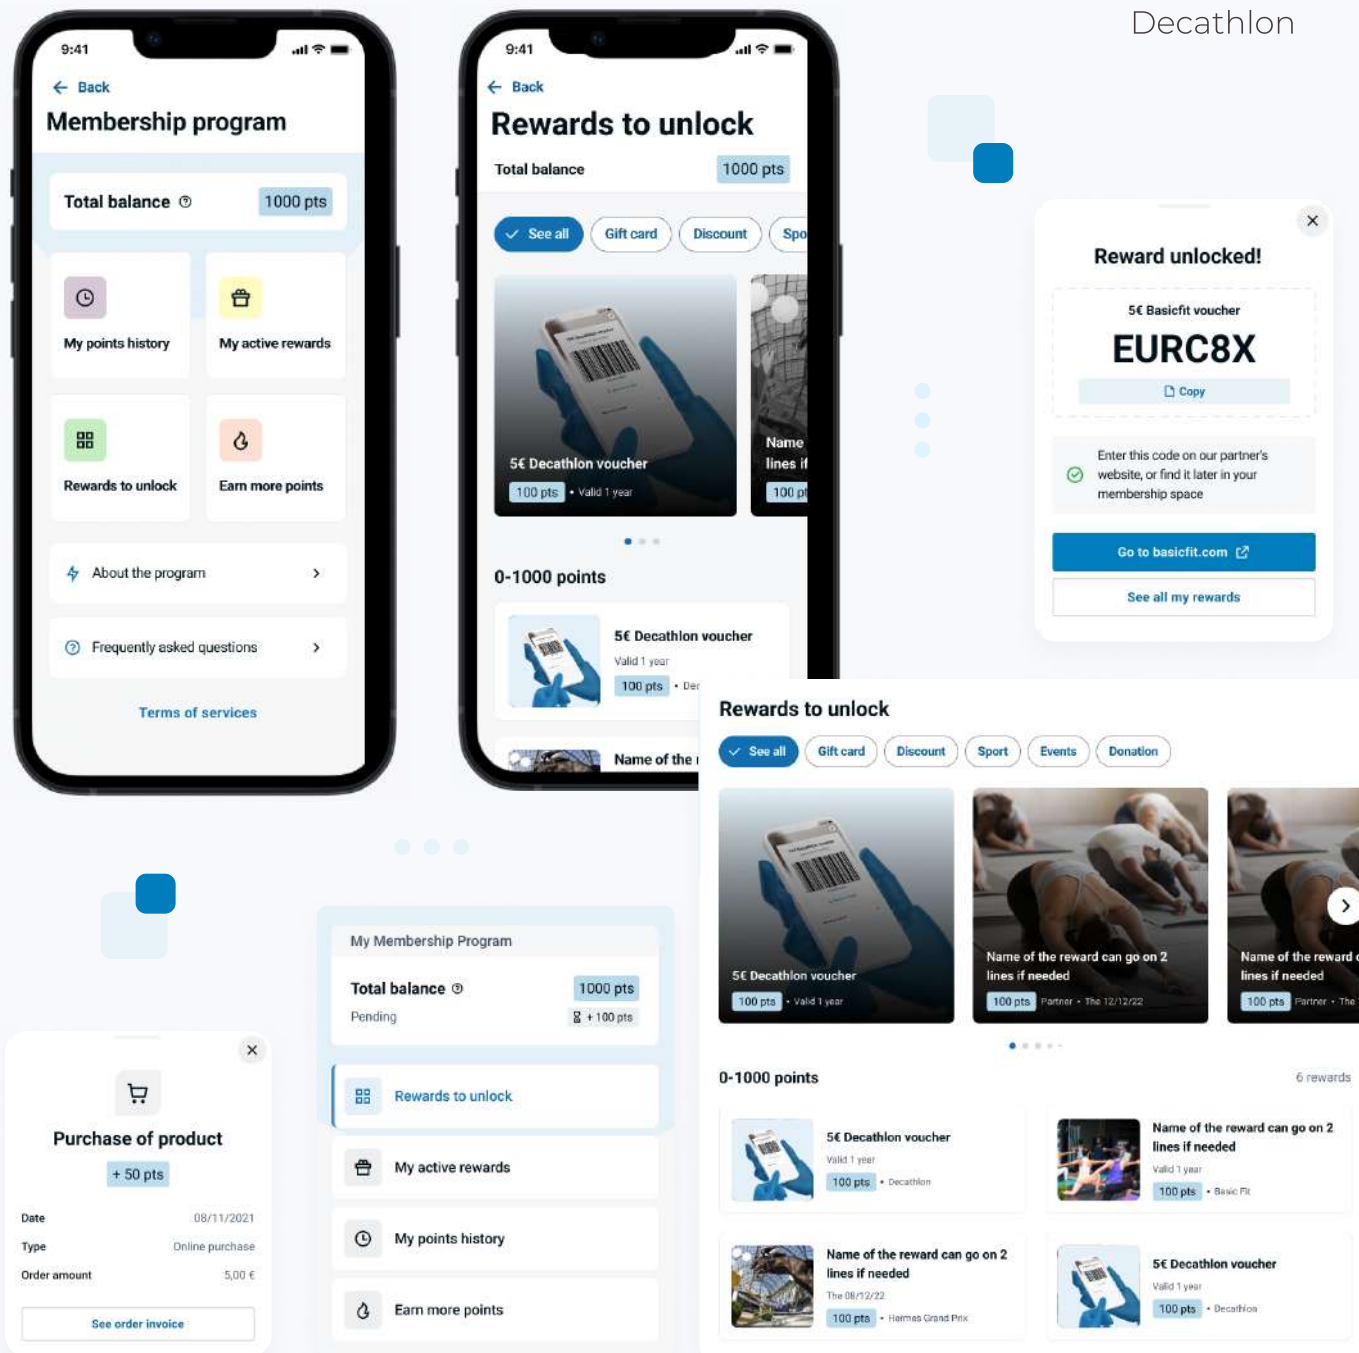 Decathlon
9:41
Back
Membership program
Total balance
1000 pts
My points history
My active rewards
Rewards to unlock
Earn more points
About the program
Frequently asked questions
Terms of services
9:41
Back
Rewards to unlock
Total balance
1000 pts
See all
Gift card
Discount
Spo
5€ Decathlon voucher
100 pts • Valid 1 year
Name
lines if
100 pt
0-1000 points
5€ Decathlon voucher
Valid 1 year
100 pts • Dec
Name of the
Reward unlocked!
5€ Basicfit voucher
EURC8X
Copy
Enter this code on our partner's
website, or find it later in your
membership space
Go to basicfit.com
See all my rewards
Rewards to unlock
See all
Gift card
Discount
Sport
Events
Donation
5€ Decathlon voucher
100 pts • Valid 1 year
Name of the reward can go on 2
lines if needed
100 pts Partner • The 12/12/22
Name of the reward c
lines if needed
100 pts Partner • The
0-1000 points
6 rewards
5€ Decathlon voucher
Valid 1 year
100 pts • Decathlon
Name of the reward can go on 2
lines if needed
Valid 1 year
100 pts • Basic Fit
Name of the reward can go on 2
lines if needed
The 08/12/22
100 pts • Hermes Grand Prix
5€ Decathlon voucher
Valid 1 year
100 pts • Decathlon
My Membership Program
Total balance
1000 pts
Pending
+ 100 pts
Rewards to unlock
My active rewards
My points history
Earn more points
Purchase of product
+ 50 pts
Date 08/11/2021
Type Online purchase
Order amount 5,00 €
See order invoice